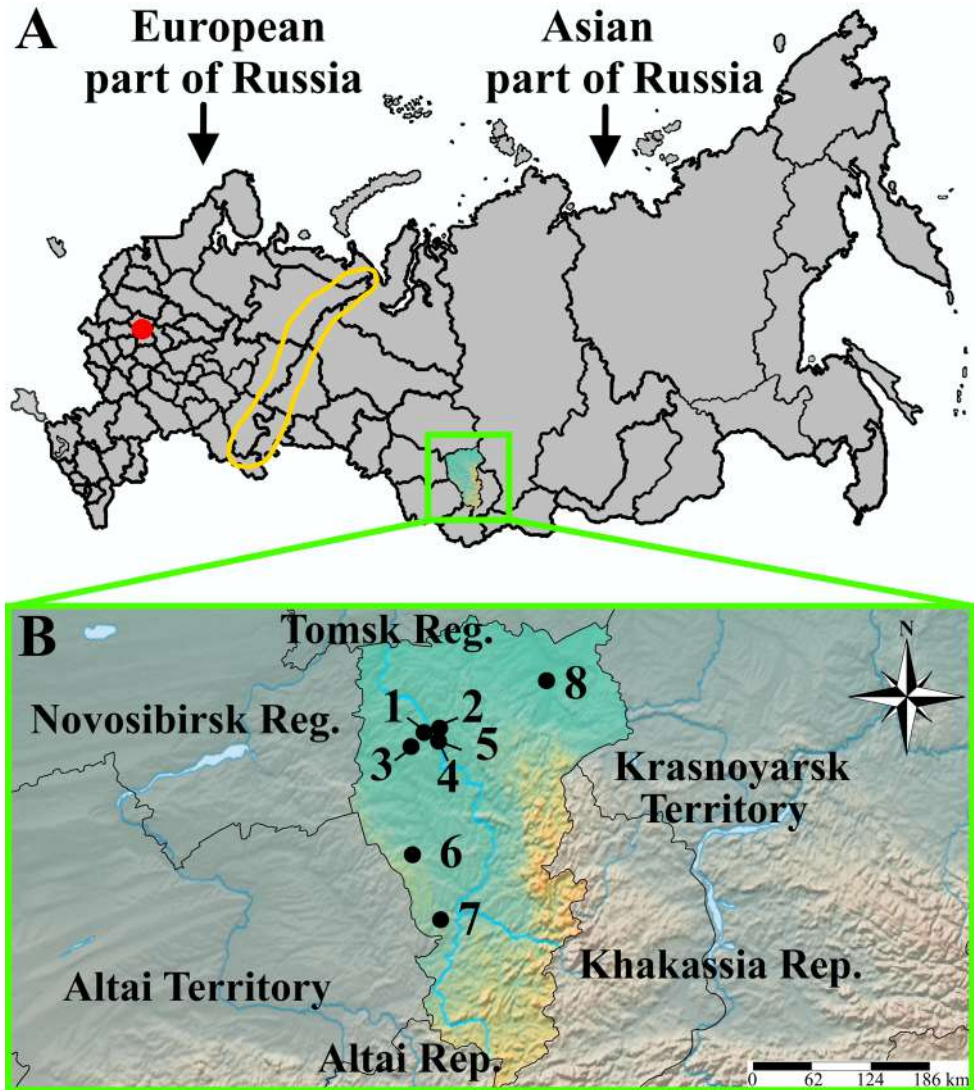 A
European
part of Russia
Asian
part of Russia
B
Tomsk Reg.
N
8
1
2
Novosibirsk Reg.
3
4
5
Krasnoyarsk
Territory
6
7
Khakassia Rep.
Altai Territory
Altai Rep.
0 62 124 186 km